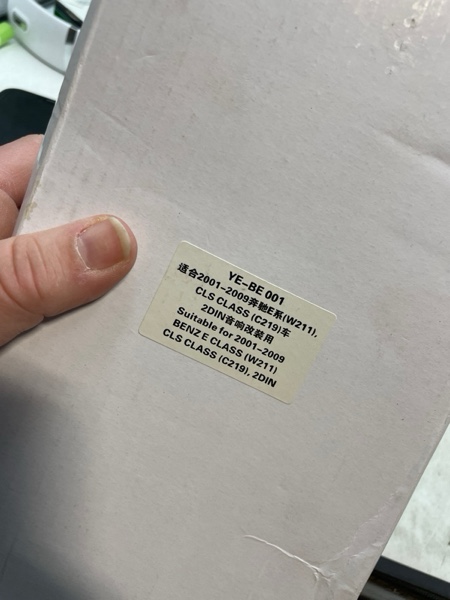 YE-BE 001
适合2001-2009奔驰E系(W211),
CLS CLASS (C219)车
2DIN音响改装用
Suitable for 2001-2009
BENZ E CLASS (W211)
CLS CLASS (C219), 2DIN